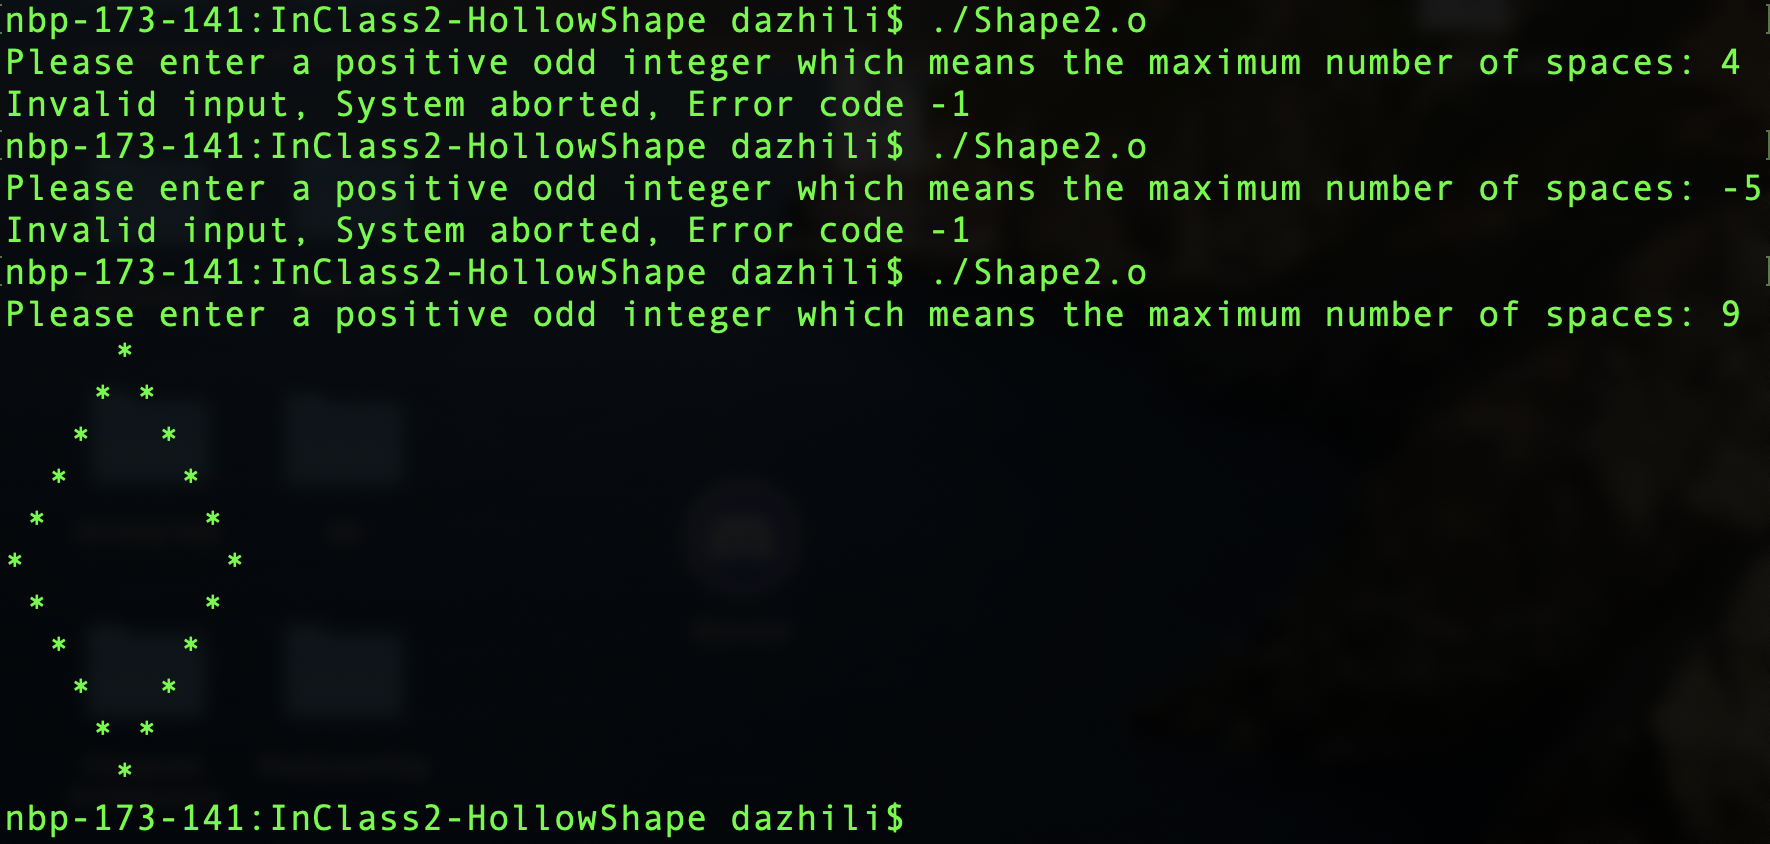 [nbp-173-141:InClass2-HollowShape dazhili$ ./Shape2.o ]
Please enter a positive odd integer which means the maximum number of spaces: 4
Invalid input, System aborted, Error code -1
[nbp-173-141:InClass2-HollowShape dazhili$ ./Shape2.o ]
Please enter a positive odd integer which means the maximum number of spaces: -5
Invalid input, System aborted, Error code -1
[nbp-173-141:InClass2-HollowShape dazhili$ ./Shape2.o ]
Please enter a positive odd integer which means the maximum number of spaces: 9
     *
    * *
   *   *
  *     *
 *       *
*         *
 *       *
  *     *
   *   *
    * *
     *
nbp-173-141:InClass2-HollowShape dazhili$